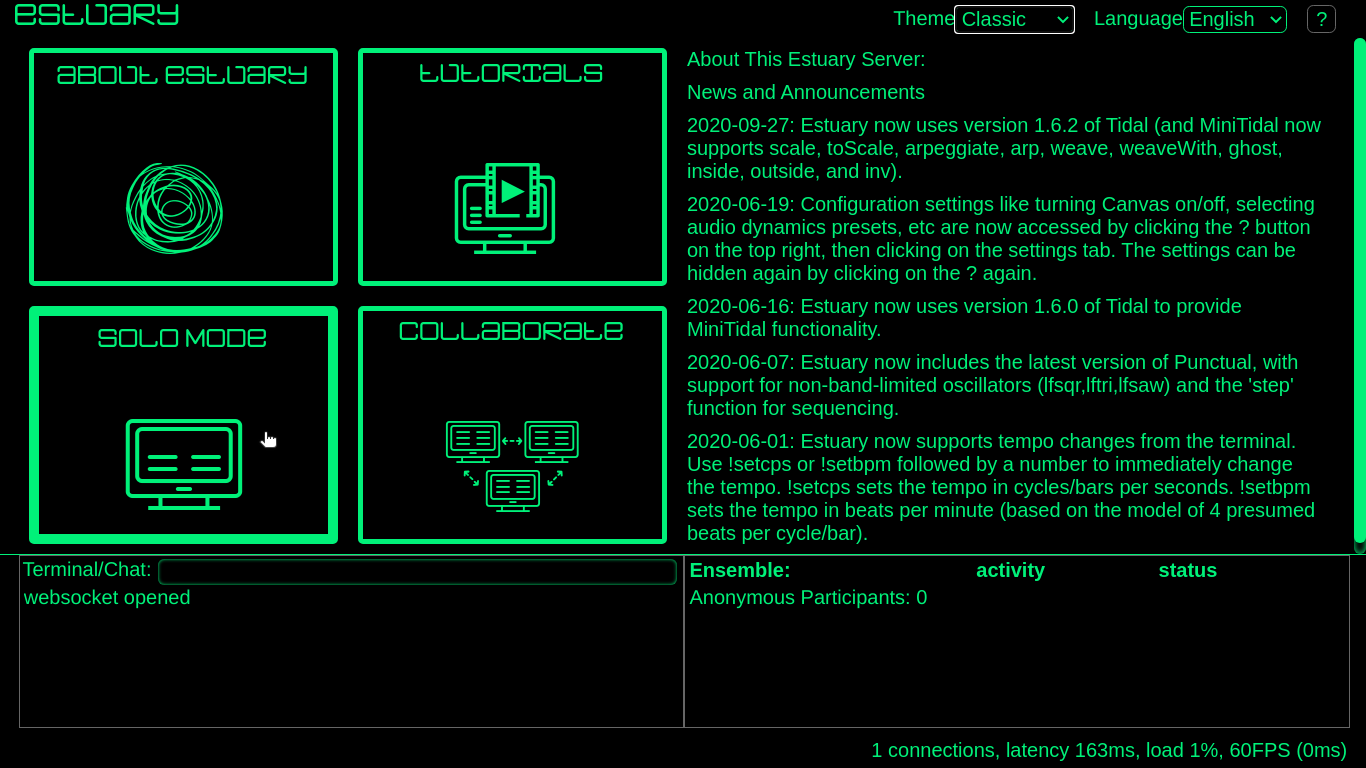 estuary
Theme Classic Language English ?
about estuary
tutorials
solo mode
collaborate
About This Estuary Server:
News and Announcements
2020-09-27: Estuary now uses version 1.6.2 of Tidal (and MiniTidal now
supports scale, toScale, arpeggiate, arp, weave, weaveWith, ghost,
inside, outside, and inv).
2020-06-19: Configuration settings like turning Canvas on/off, selecting
audio dynamics presets, etc are now accessed by clicking the ? button
on the top right, then clicking on the settings tab. The settings can be
hidden again by clicking on the ? again.
2020-06-16: Estuary now uses version 1.6.0 of Tidal to provide
MiniTidal functionality.
2020-06-07: Estuary now includes the latest version of Punctual, with
support for non-band-limited oscillators (lfsqr,lftri,lfsaw) and the 'step'
function for sequencing.
2020-06-01: Estuary now supports tempo changes from the terminal.
Use !setcps or !setbpm followed by a number to immediately change
the tempo. !setcps sets the tempo in cycles/bars per seconds. !setbpm
sets the tempo in beats per minute (based on the model of 4 presumed
beats per cycle/bar).
Terminal/Chat:
websocket opened
Ensemble: activity status
Anonymous Participants: 0
1 connections, latency 163ms, load 1%, 60FPS (0ms)